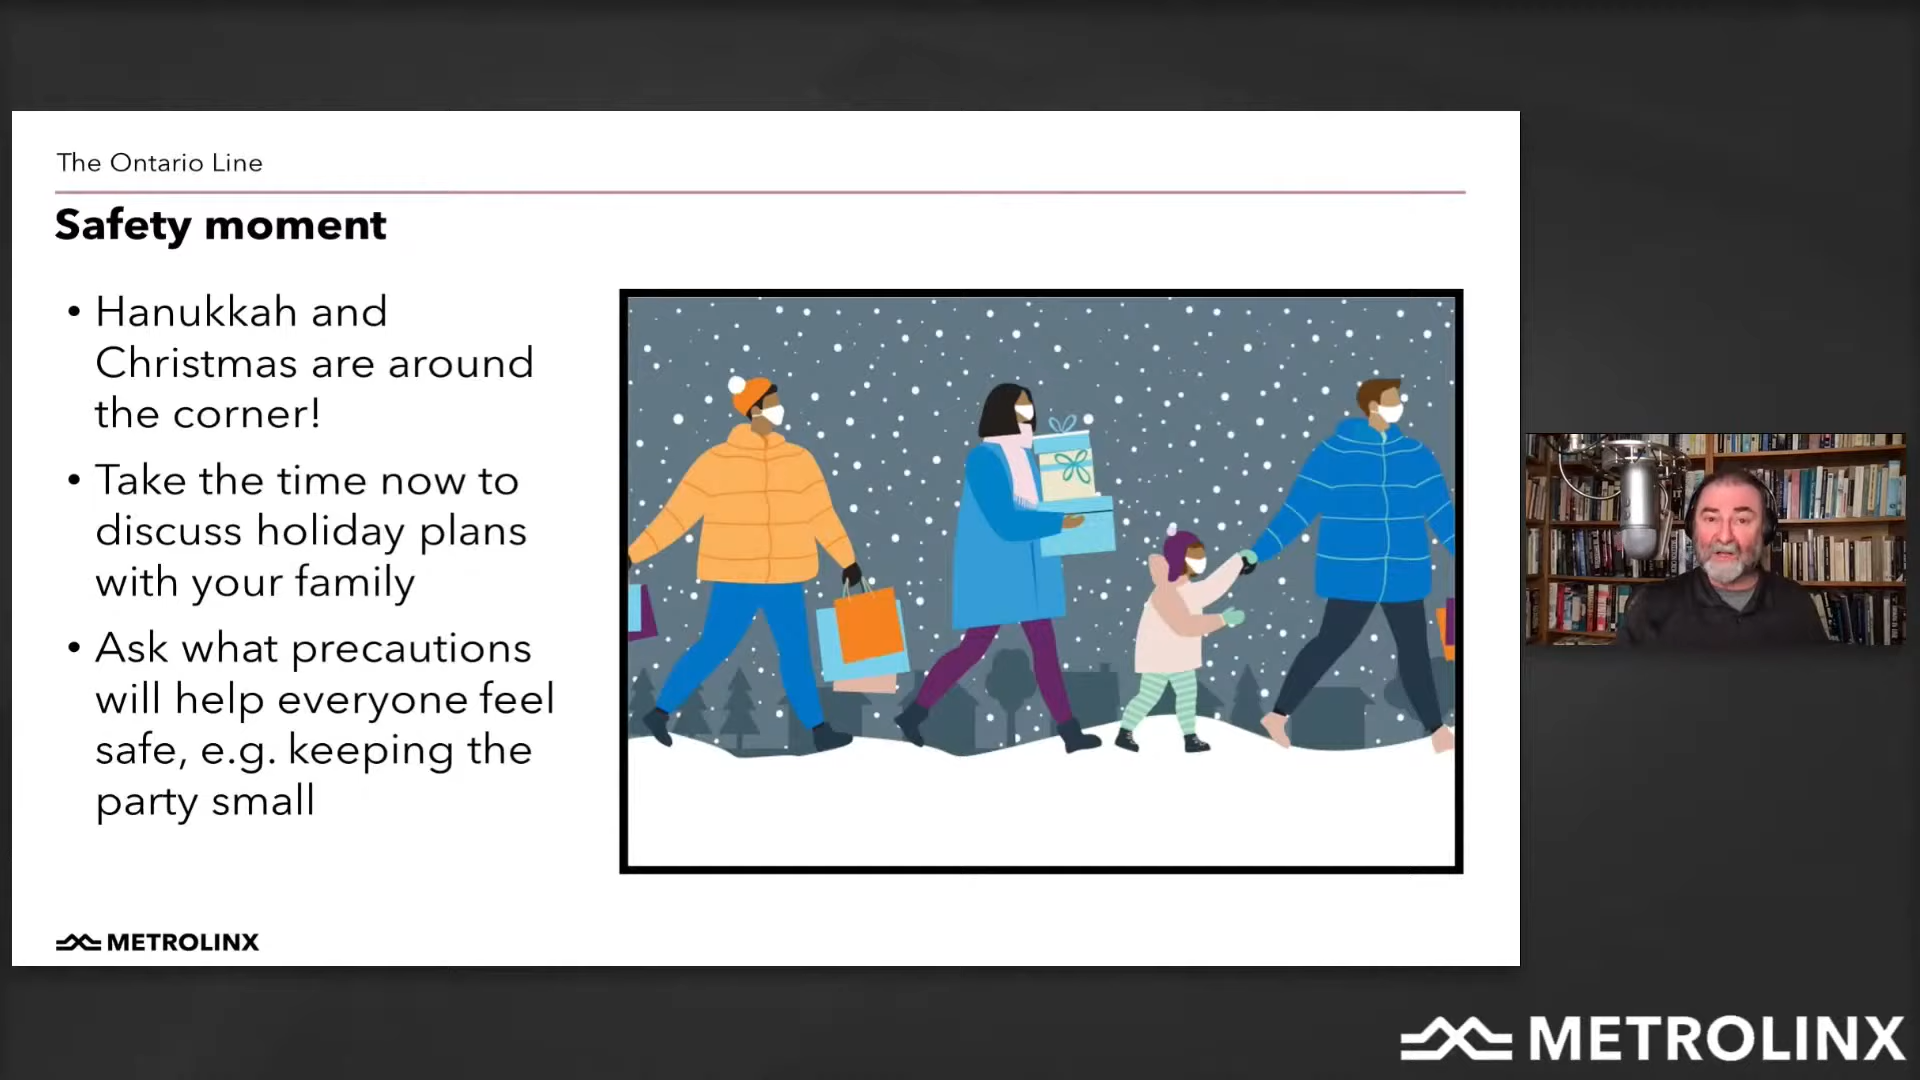 The Ontario Line
Safety moment
• Hanukkah and
Christmas are around
the corner!
• Take the time now to
discuss holiday plans
with your family
• Ask what precautions
will help everyone feel
safe, e.g. keeping the
party small
METROLINX
METROLINX